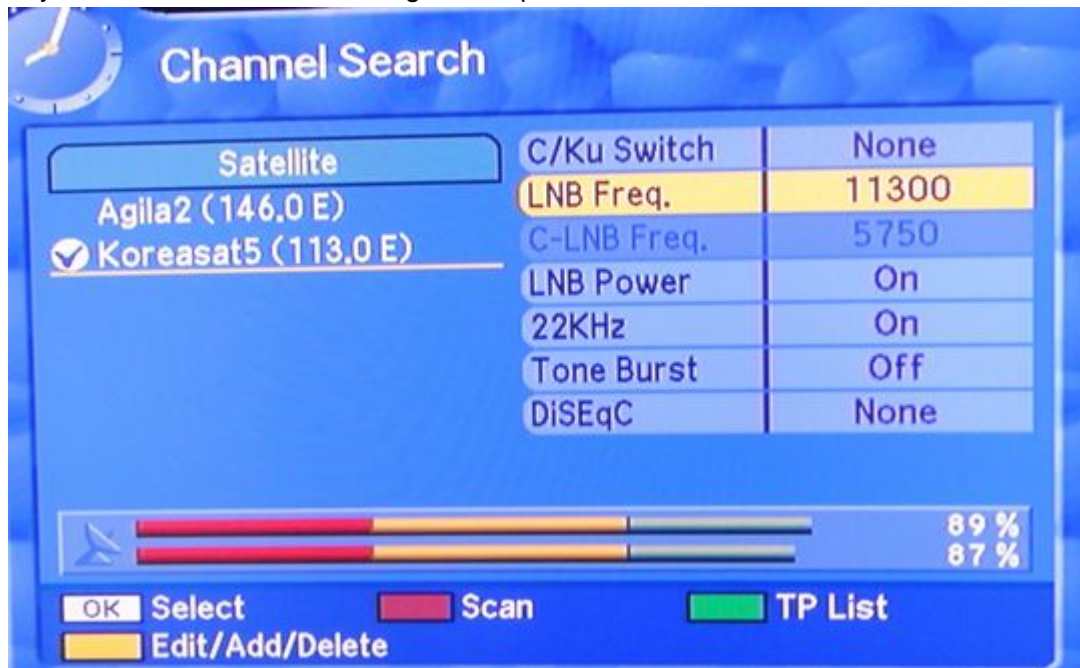 Channel Search
Satellite
Agila2 (146.0 E)
Koreasat5 (113.0 E)
C/Ku Switch None
LNB Freq. 11300
C-LNB Freq. 5750
LNB Power On
22KHz On
Tone Burst Off
DiSEqC None
89 %
87 %
OK Select Scan TP List
Edit/Add/Delete